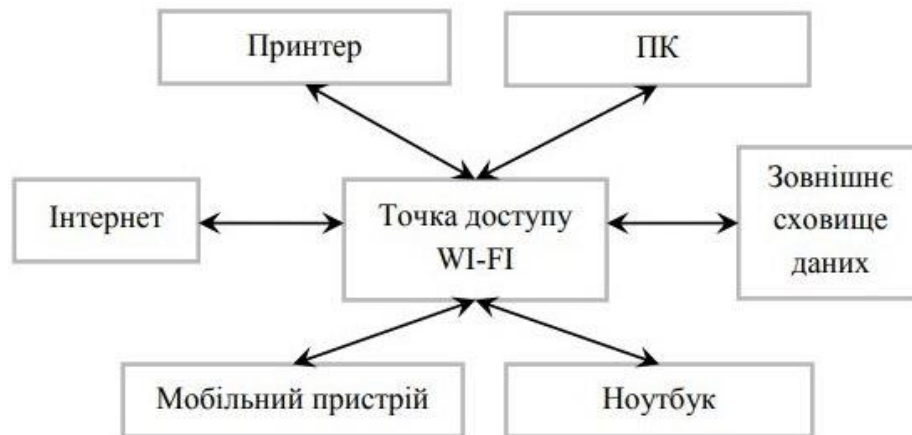 Принтер
ПК
Інтернет
Точка доступу
WI-FI
Зовнішнє
сховище
даних
Мобільний пристрій
Ноутбук